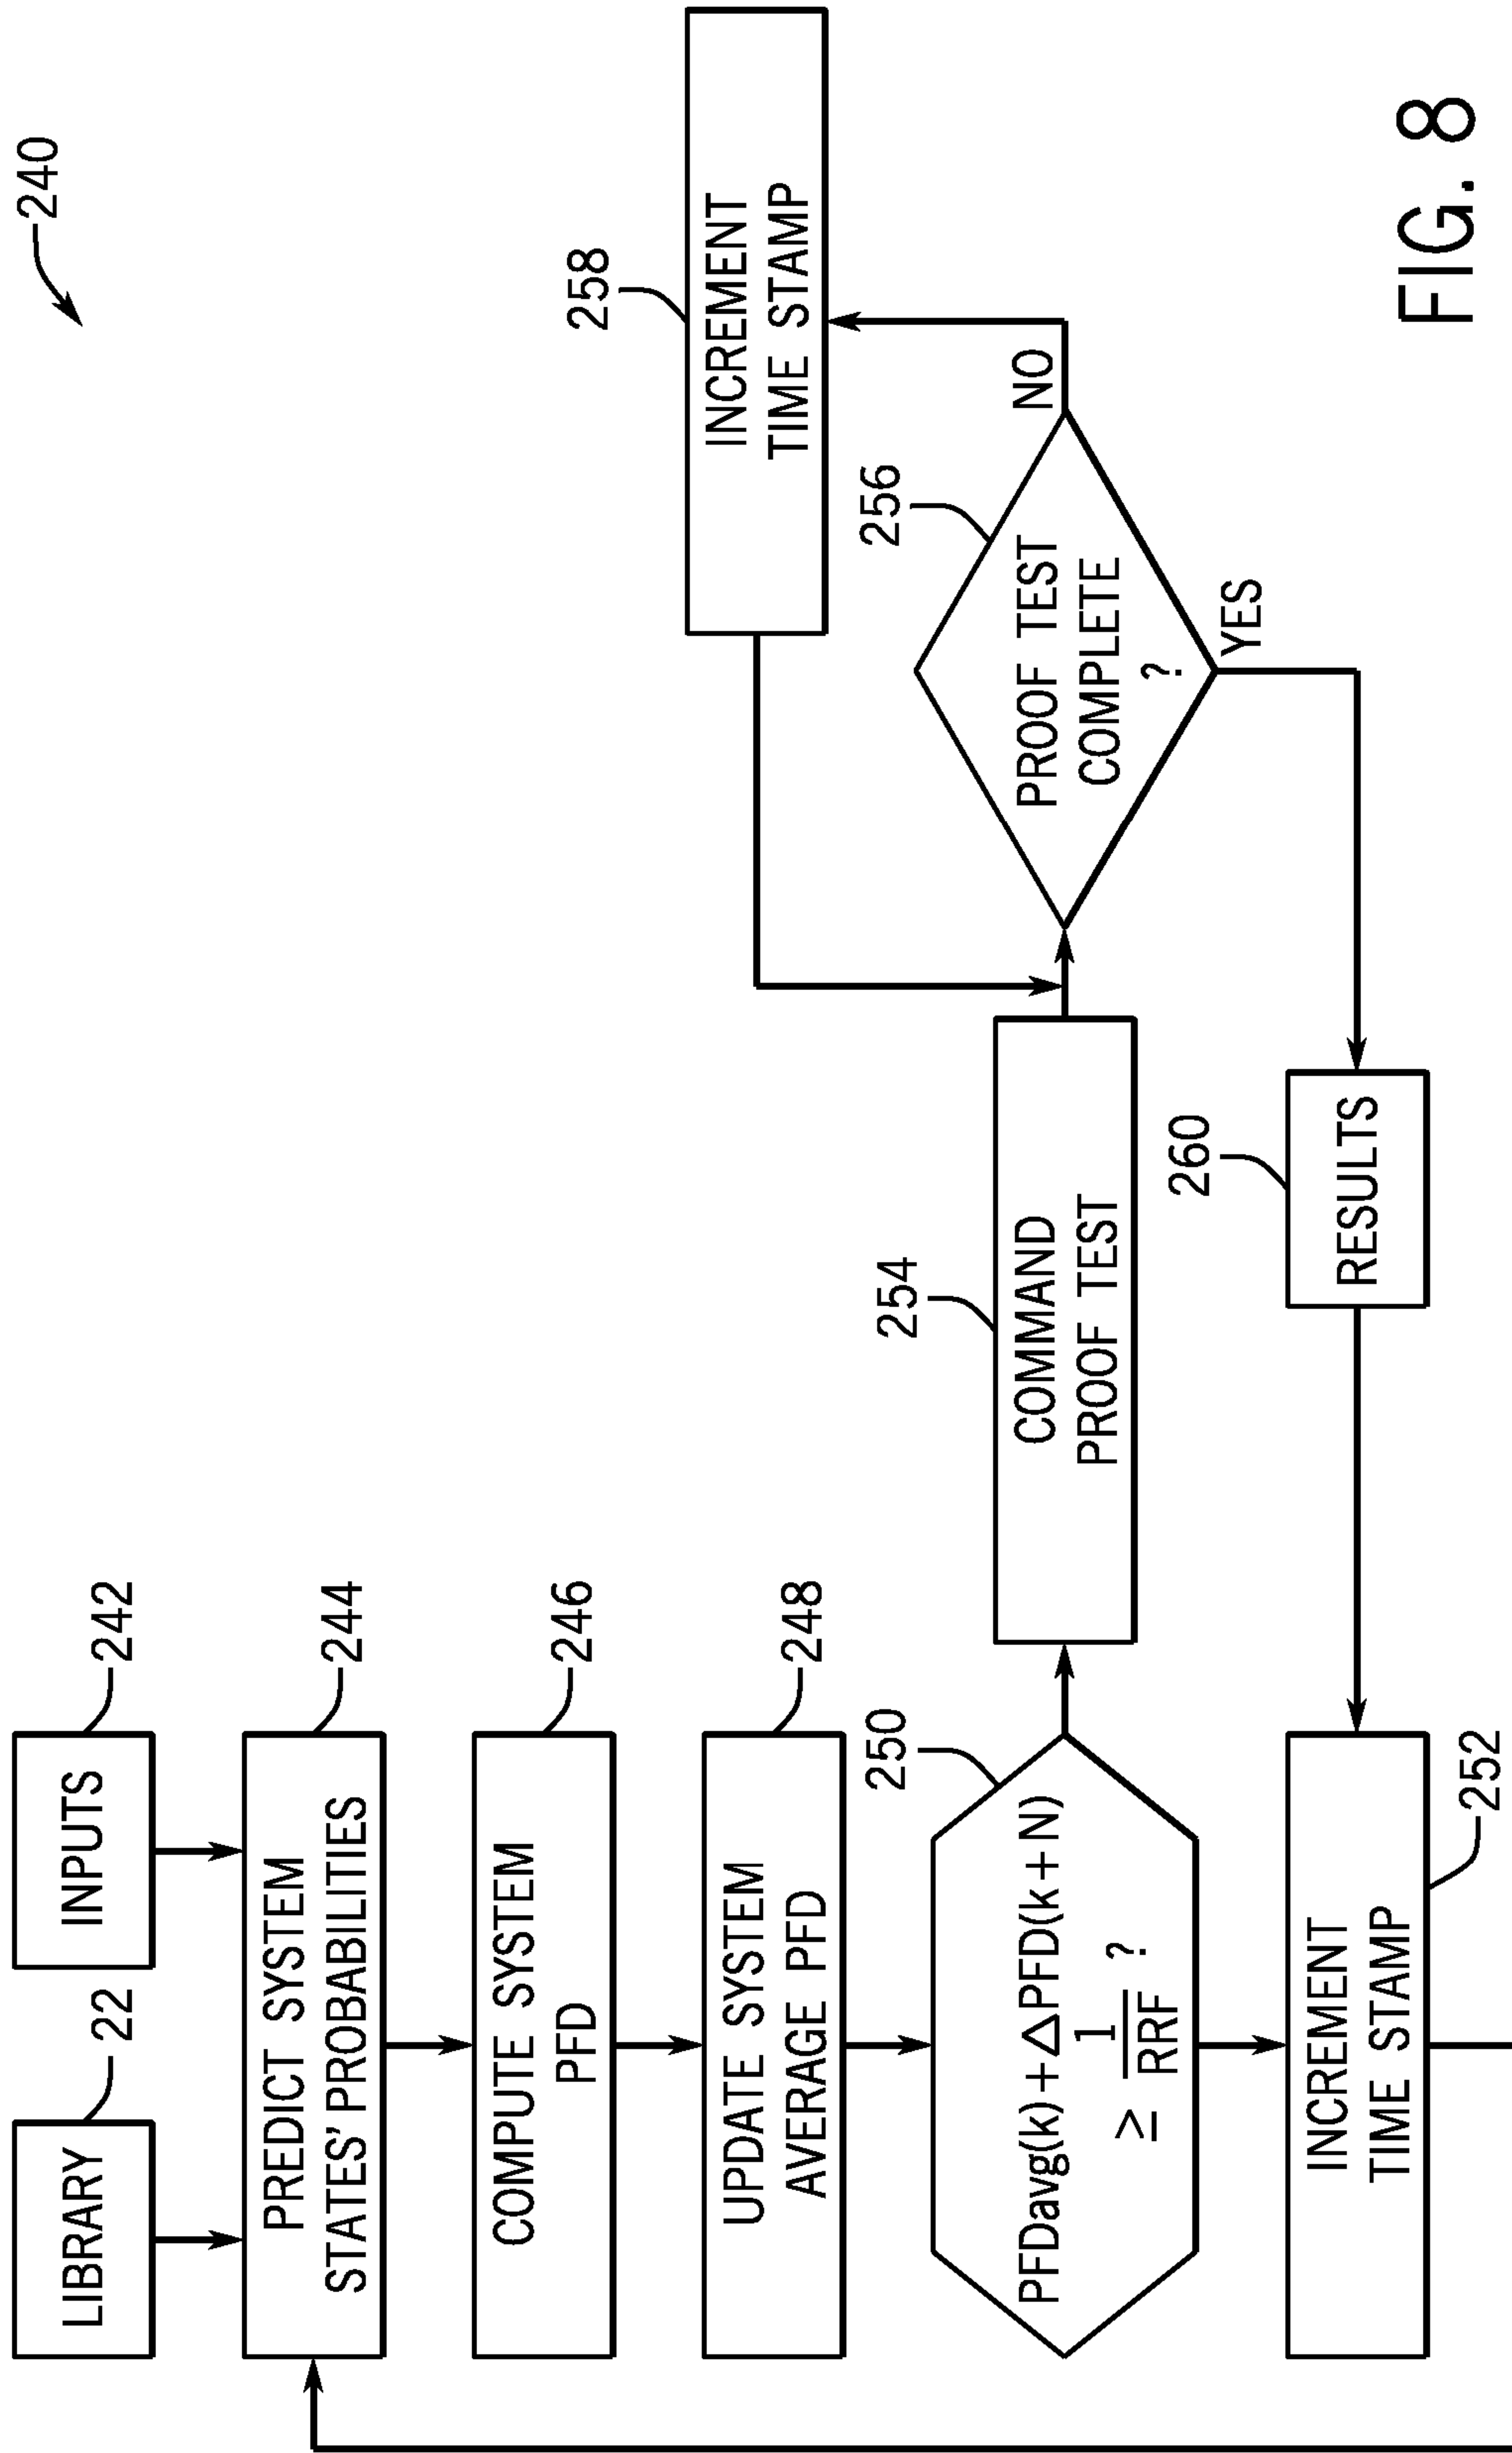 240
LIBRARY
22
INPUTS
242
PREDICT SYSTEM
STATES' PROBABILITIES
244
COMPUTE SYSTEM
PFD
246
UPDATE SYSTEM
AVERAGE PFD
248
PFDavg(k)+△PFD(k+N)
≥ 1/RRF ?
250
COMMAND
PROOF TEST
254
PROOF TEST
COMPLETE
?
256
NO
YES
INCREMENT
TIME STAMP
258
RESULTS
260
INCREMENT
TIME STAMP
252
FIG. 8